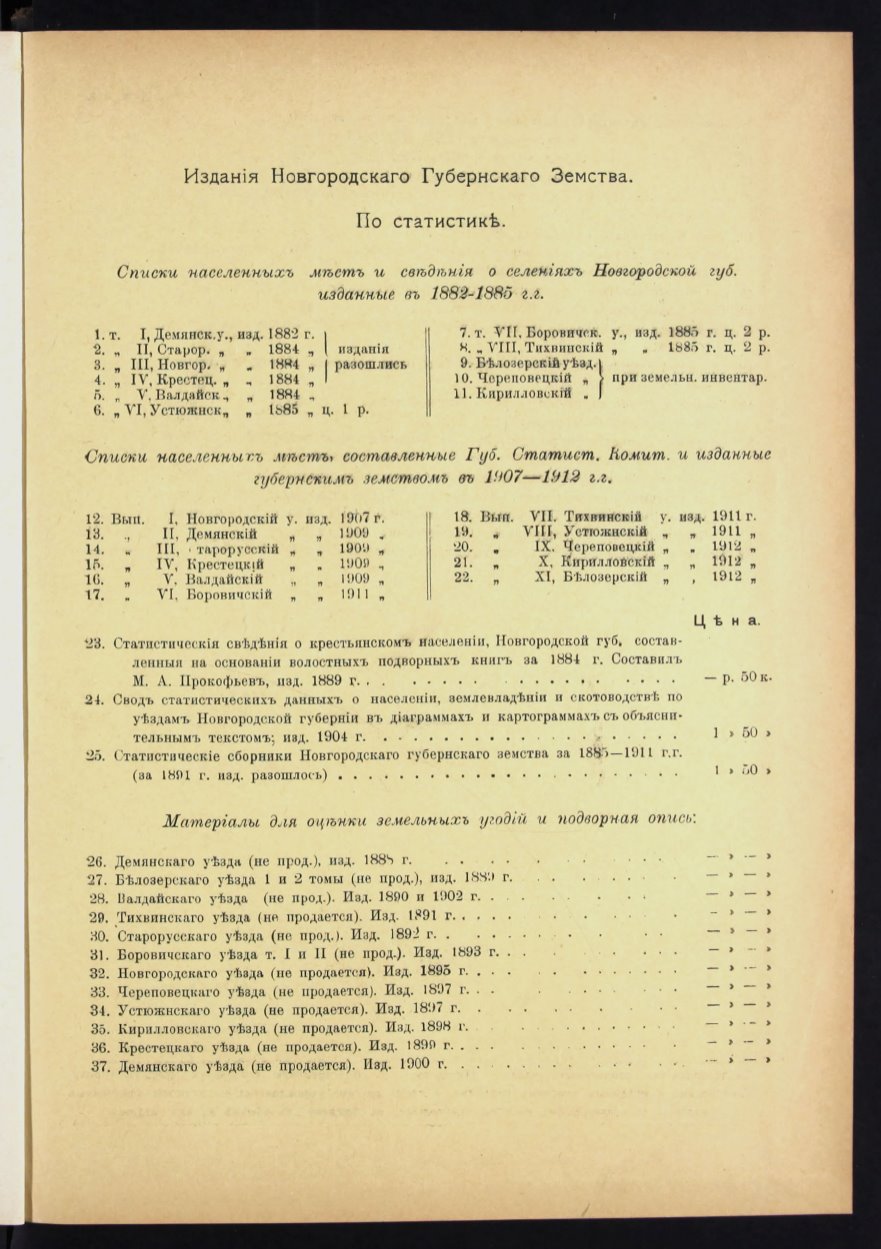 Изданія Новгородскаго Губернскаго Земства.
По статистикѣ.
Списки населенныхъ мѣстъ и свѣдѣнія о селеніяхъ Новгородской губ.
изданные въ 1882-1885 г.г.
1. т. I, Демянск. у., изд. 1882 г.
2. „ II, Старор. „ „ 1884 „ изданія
3. „ III, Новгор. „ „ 1884 „ разошлись
4. „ IV, Крестец. „ „ 1884 „
5. „ V, Валдайск. „ „ 1884 „
6. „ VI, Устюжнск „ „ 1885 „ ц. 1 р.
7. т. VII, Боровичск. у., изд. 1885 г. ц. 2 р.
8. „ VIII, Тихвинскій „ „ 1885 г. ц. 2 р.
9. Бѣлозерскій уѣзд.
10. Череповецкій „ } при земельн. инвентар.
11. Кирилловскій „
Списки населенныхъ мѣстъ, составленные Губ. Статист. Комит. и изданные
губернскимъ земствомъ въ 1907—1912 г.г.
12. Вып. I, Новгородскій у. изд. 1907 г.
13. „ II, Демянскій „ „ 1909 „
14. „ III, тарорусскій „ „ 1909 „
15. „ IV, Крестецкій „ „ 1909 „
16. „ V, Валдайскій „ „ 1909 „
17. „ VI, Боровичскій „ „ 1911 „
18. Вып. VII. Тихвинскій у. изд. 1911 г.
19. „ VIII, Устюжнскій „ „ 1911 „
20. „ IX. Череповецкій „ „ 1912 „
21. „ X, Кирилловскій „ „ 1912 „
22. „ XI, Бѣлозерскій „ „ 1912 „
Цѣна.
23. Статистическія свѣдѣнія о крестьянскомъ населеніи, Новгородской губ. состав-
ленныя на основаніи волостныхъ подворныхъ книгъ за 1884 г. Составилъ
М. А. Прокофьевъ, изд. 1889 г. . . . . . . . . . . . . . . — р. 50 к.
24. Сводъ статистическихъ данныхъ о населеніи, землевладѣніи и скотоводствѣ по
уѣздамъ Новгородской губерніи въ діаграммахъ и картограммахъ съ объясни-
тельнымъ текстомъ; изд. 1904 г. . . . . . . . . . . . . . . 1 » 50 »
25. Статистическіе сборники Новгородскаго губернскаго земства за 1885—1911 г.г.
(за 1891 г. изд. разошлось) . . . . . . . . . . . . . . . . 1 » 50 »
Матеріалы для оцѣнки земельныхъ угодій и подворная опись:
26. Демянскаго уѣзда (не прод.), изд. 1888 г. . . . . . . . . — » — »
27. Бѣлозерскаго уѣзда 1 и 2 томы (не прод.), изд. 1889 г. . . . . — » — »
28. Валдайскаго уѣзда (не прод.). Изд. 1890 и 1902 г. . . . . . — » — »
29. Тихвинскаго уѣзда (не продается). Изд. 1891 г. . . . . . . — » — »
30. Старорусскаго уѣзда (не прод.). Изд. 1892 г. . . . . . . . — » — »
31. Боровичскаго уѣзда т. I и II (не прод.). Изд. 1893 г. . . . . . — » — »
32. Новгородскаго уѣзда (не продается). Изд. 1895 г. . . . . . . — » — »
33. Череповецкаго уѣзда (не продается). Изд. 1897 г. . . . . . . — » — »
34. Устюжнскаго уѣзда (не продается). Изд. 1897 г. . . . . . . — » — »
35. Кирилловскаго уѣзда (не продается). Изд. 1898 г. . . . . . . — » — »
36. Крестецкаго уѣзда (не продается). Изд. 1899 г. . . . . . . — » — »
37. Демянскаго уѣзда (не продается). Изд. 1900 г. . . . . . . — » — »